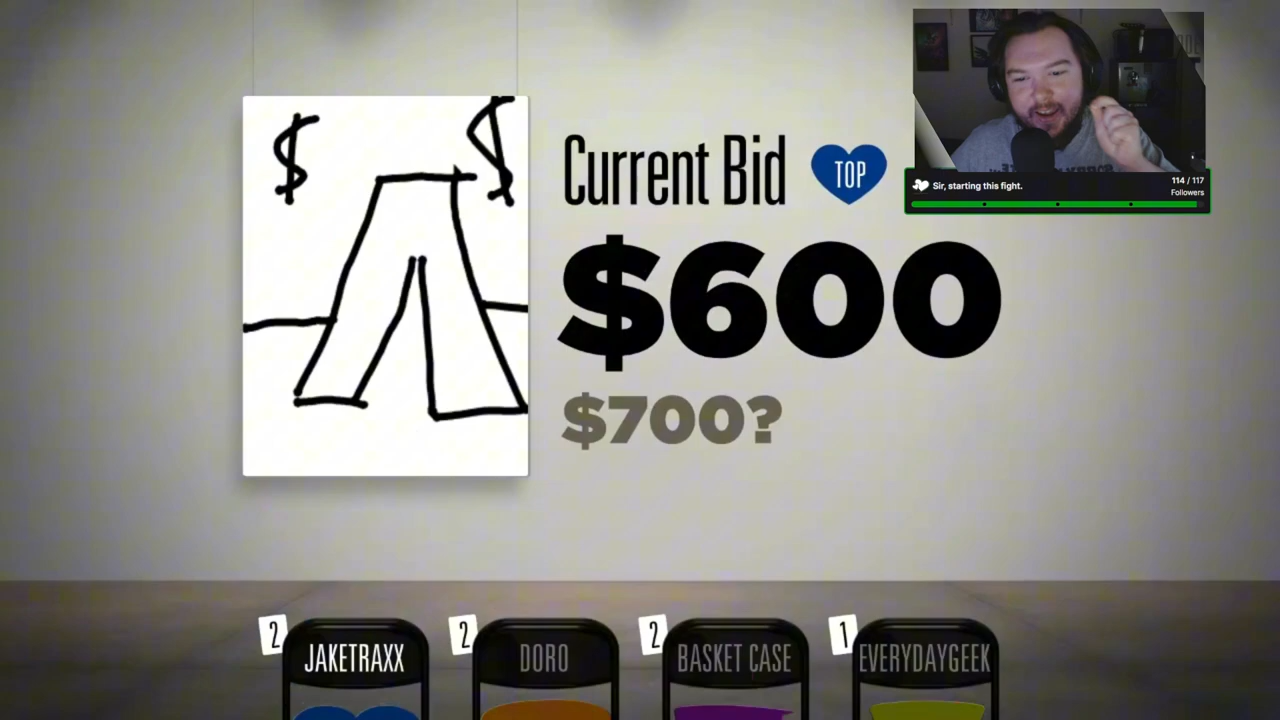 $ $
Current Bid TOP
$600
$700?
Sir, starting this fight.
114 / 117
Followers
2 JAKETRAXX
2 DORO
2 BASKET CASE
1 EVERYDAYGEEK